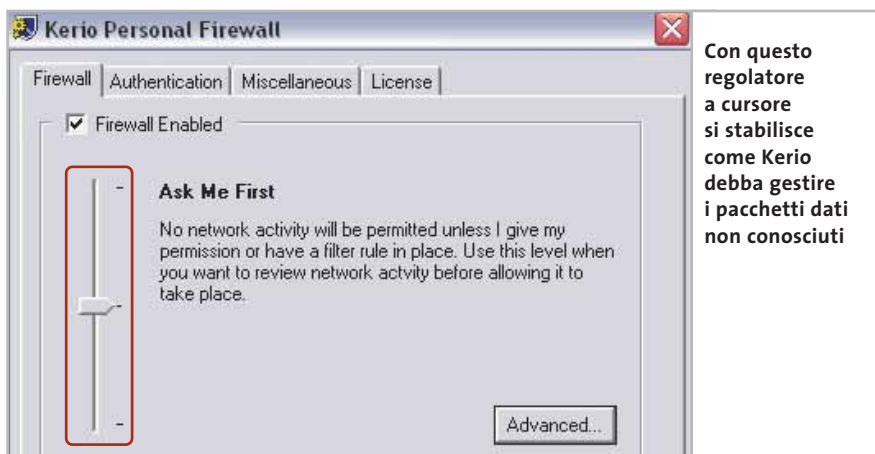 Kerio Personal Firewall
Firewall Authentication Miscellaneous License
Firewall Enabled
Ask Me First
No network activity will be permitted unless I give my
permission or have a filter rule in place. Use this level when
you want to review network actvity before allowing it to
take place.
Advanced...
Con questo
regolatore
a cursore
si stabilisce
come Kerio
debba gestire
i pacchetti dati
non conosciuti